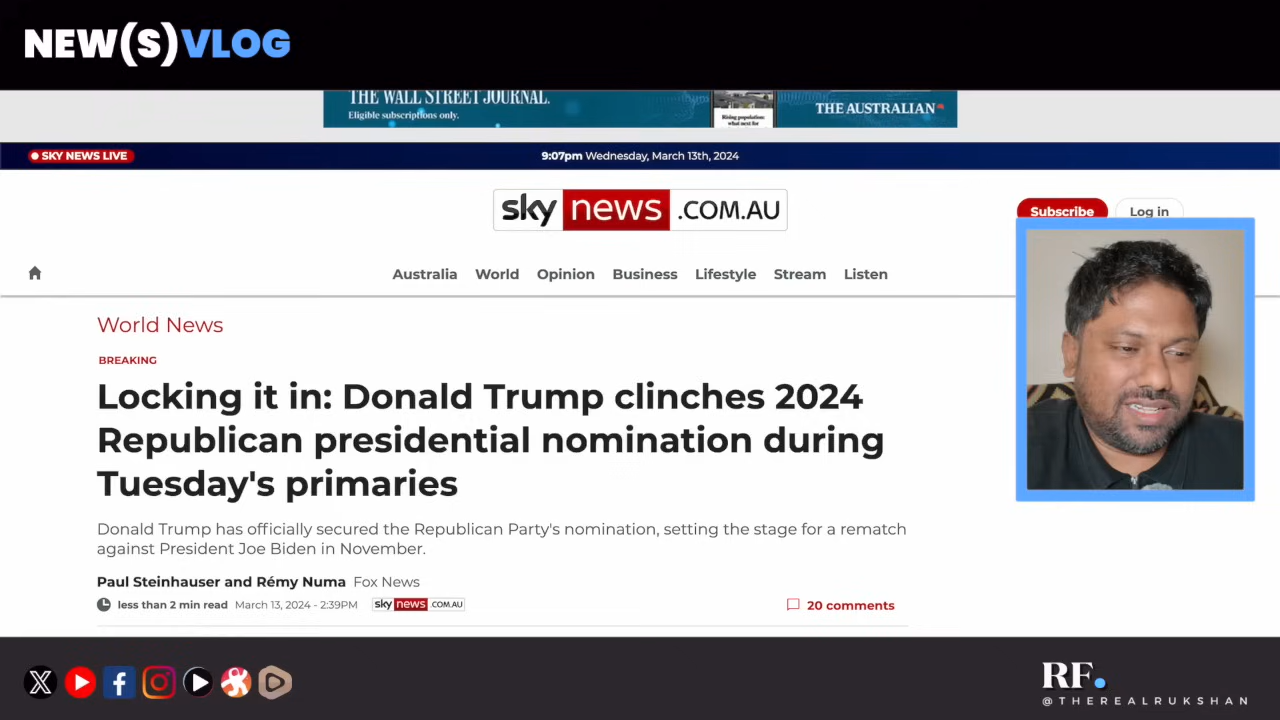 NEW(S)VLOG
THE WALL STREET JOURNAL.
Eligible subscriptions only.
Rising population:
what next for
THE AUSTRALIAN
SKY NEWS LIVE
9:07pm Wednesday, March 13th, 2024
sky news .COM.AU
Subscribe
Log in
Australia World Opinion Business Lifestyle Stream Listen
World News
BREAKING
Locking it in: Donald Trump clinches 2024
Republican presidential nomination during
Tuesday's primaries
Donald Trump has officially secured the Republican Party's nomination, setting the stage for a rematch
against President Joe Biden in November.
Paul Steinhauser and Rémy Numa Fox News
less than 2 min read March 13, 2024 - 2:39PM sky news .COM.AU
20 comments
RF.
@THEREALRUKSHAN